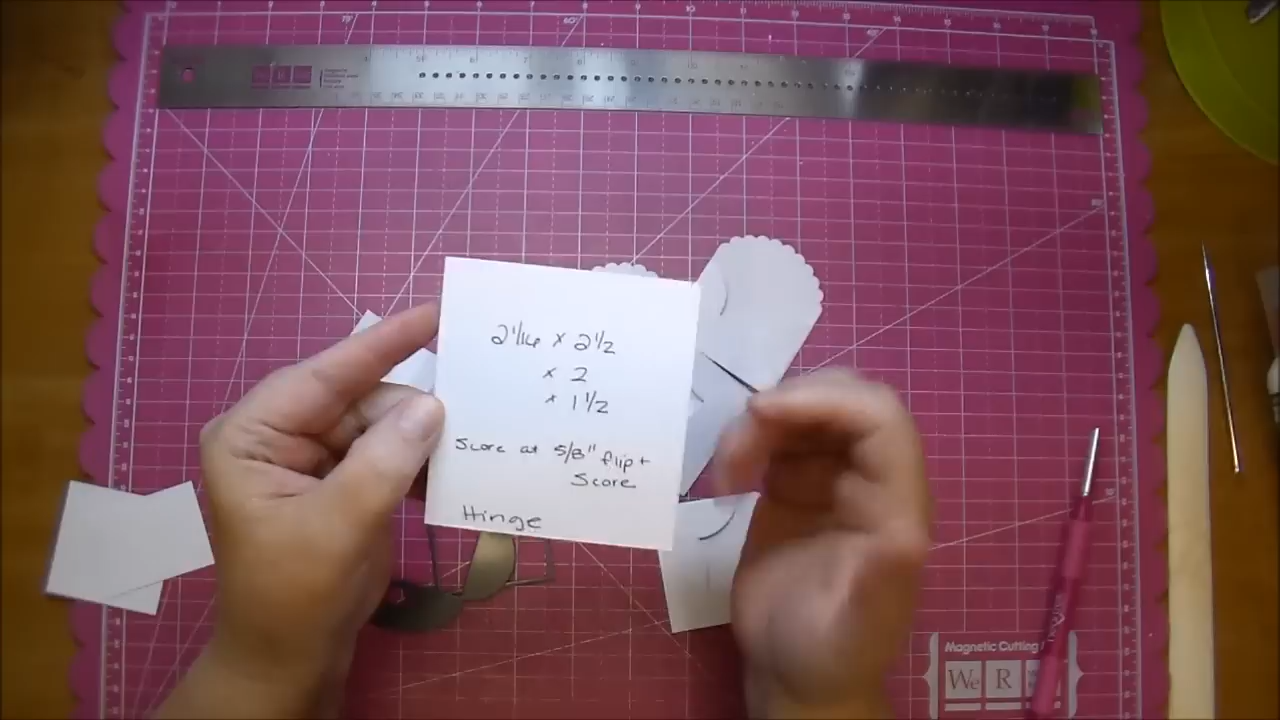 2 1/16 x 2 1/2
x 2
x 1 1/2
Score at 5/8" flip +
Score
Hinge
Magnetic Cutting
We R